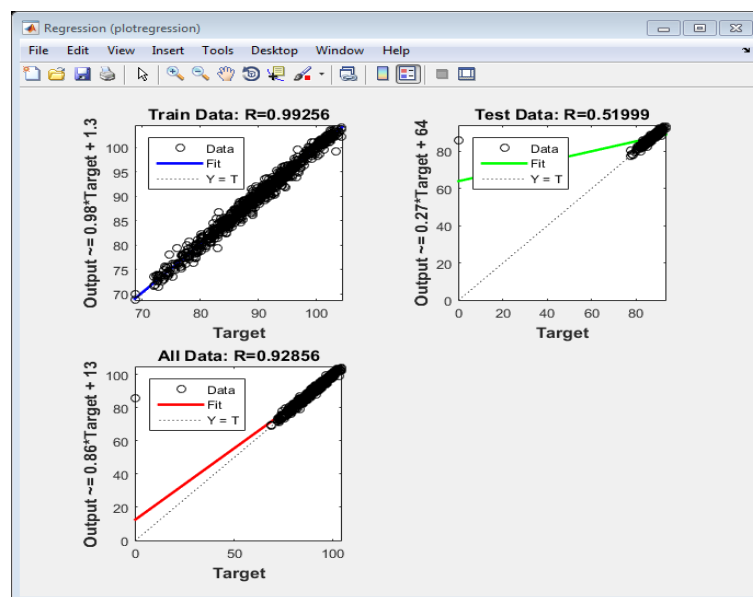 Regression (plotregression)
File Edit View Insert Tools Desktop Window Help
Train Data: R=0.99256
Output ~= 0.98*Target + 1.3
Data
Fit
Y = T
100
95
90
85
80
75
70
70 80 90 100
Target
Test Data: R=0.51999
Output ~= 0.27*Target + 64
Data
Fit
Y = T
80
60
40
20
0
0 20 40 60 80
Target
All Data: R=0.92856
Output ~= 0.86*Target + 13
Data
Fit
Y = T
100
80
60
40
20
0
0 50 100
Target